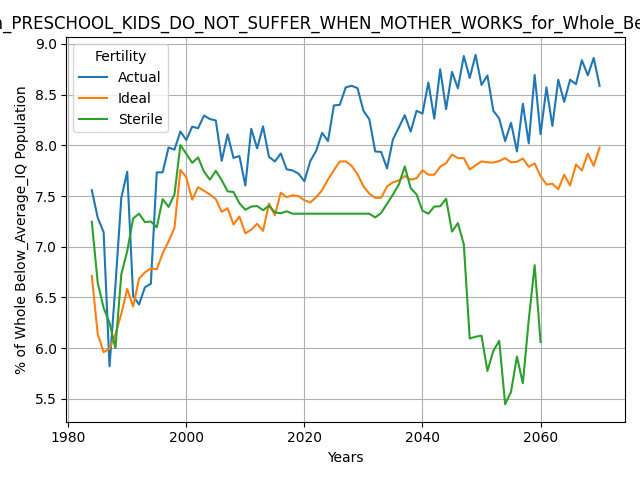 PRESCHOOL_KIDS_DO_NOT_SUFFER_WHEN_MOTHER_WORKS_for_Whole_Be
9.0
8.5
8.0
7.5
7.0
6.5
6.0
5.5
% of Whole Below_Average_IQ Population
Fertility
Actual
Ideal
Sterile
1980 2000 2020 2040 2060
Years